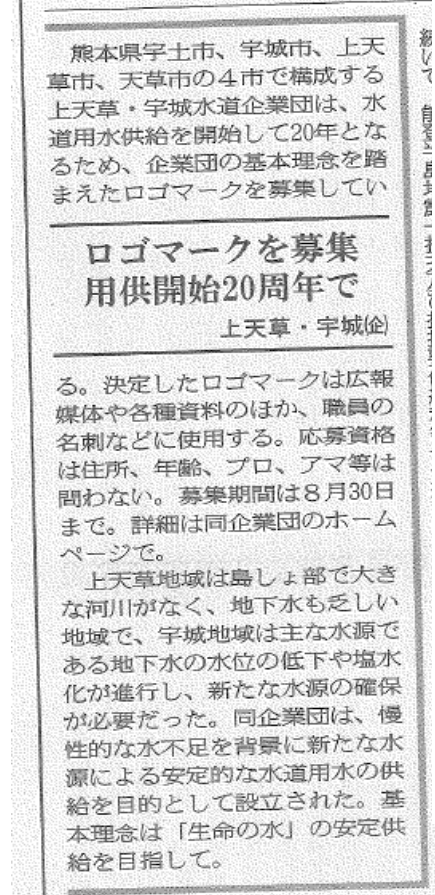 熊本県宇土市、宇城市、上天
草市、天草市の４市で構成する
上天草・宇城水道企業団は、水
道用水供給を開始して20年とな
るため、企業団の基本理念を踏
まえたロゴマークを募集してい
ロゴマークを募集
用供開始20周年で
上天草・宇城㈽
る。決定したロゴマークは広報
媒体や各種資料のほか、職員の
名刺などに使用する。応募資格
は住所、年齢、プロ、アマ等は
問わない。募集期間は８月30日
まで。詳細は同企業団のホーム
ページで。
上天草地域は島しょ部で大き
な河川がなく、地下水も乏しい
地域で、宇城地域は主な水源で
ある地下水の水位の低下や塩水
化が進行し、新たな水源の確保
が必要だった。同企業団は、慢
性的な水不足を背景に新たな水
源による安定的な水道用水の供
給を目的として設立された。基
本理念は「生命の水」の安定供
給を目指して。